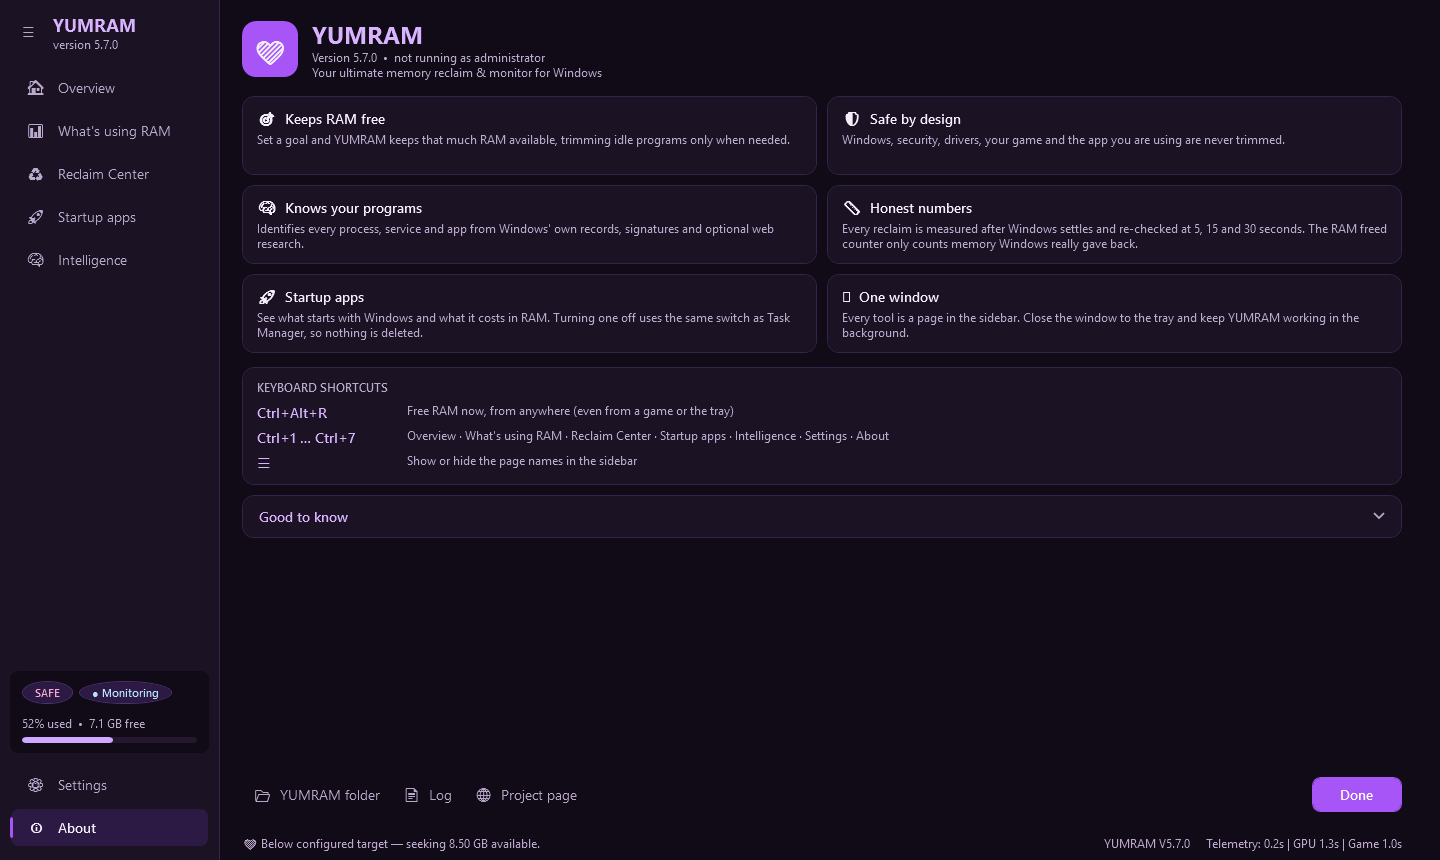 YUMRAM
version 5.7.0
Overview
What's using RAM
Reclaim Center
Startup apps
Intelligence
SAFE
● Monitoring
52% used • 7.1 GB free
Settings
About
YUMRAM
Version 5.7.0 • not running as administrator
Your ultimate memory reclaim & monitor for Windows
Keeps RAM free
Set a goal and YUMRAM keeps that much RAM available, trimming idle programs only when needed.
Safe by design
Windows, security, drivers, your game and the app you are using are never trimmed.
Knows your programs
Identifies every process, service and app from Windows' own records, signatures and optional web
research.
Honest numbers
Every reclaim is measured after Windows settles and re-checked at 5, 15 and 30 seconds. The RAM freed
counter only counts memory Windows really gave back.
Startup apps
See what starts with Windows and what it costs in RAM. Turning one off uses the same switch as Task
Manager, so nothing is deleted.
One window
Every tool is a page in the sidebar. Close the window to the tray and keep YUMRAM working in the
background.
KEYBOARD SHORTCUTS
Ctrl+Alt+R Free RAM now, from anywhere (even from a game or the tray)
Ctrl+1 ... Ctrl+7 Overview · What's using RAM · Reclaim Center · Startup apps · Intelligence · Settings · About
☰ Show or hide the page names in the sidebar
Good to know
YUMRAM folder
Log
Project page
Done
Below configured target — seeking 8.50 GB available.
YUMRAM V5.7.0
Telemetry: 0.2s | GPU 1.3s | Game 1.0s